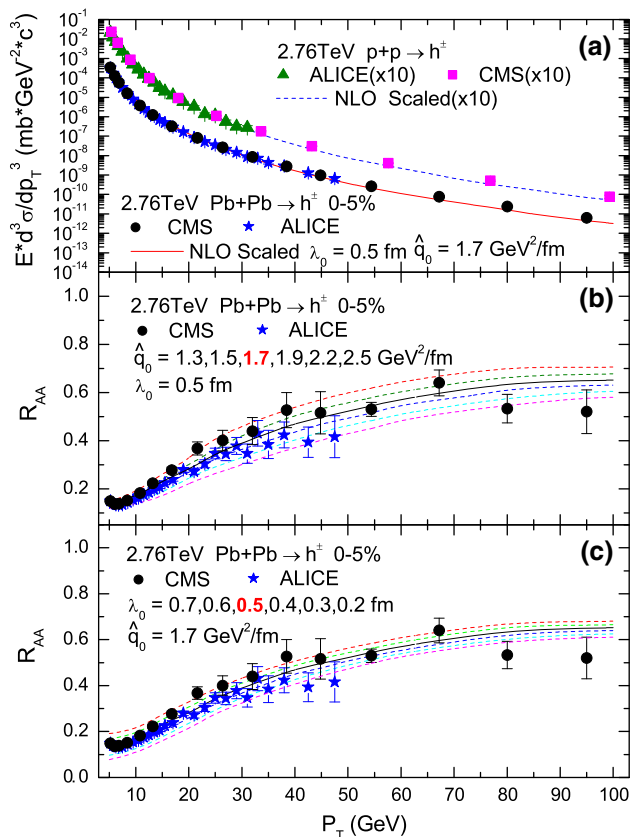 10⁻¹
10⁻²
10⁻³
10⁻⁴
10⁻⁵
10⁻⁶
10⁻⁷
10⁻⁸
10⁻⁹
10⁻¹⁰
10⁻¹¹
10⁻¹²
10⁻¹³
10⁻¹⁴
E*d³σ/dp_T³ (mb*GeV⁻²*c³)
2.76TeV p+p → h± (a)
ALICE(x10) CMS(x10)
NLO Scaled(x10)
2.76TeV Pb+Pb → h± 0-5%
CMS ALICE
NLO Scaled λ₀ = 0.5 fm q̂₀ = 1.7 GeV²/fm
1.0
0.8
0.6
0.4
0.2
R_AA
(b)
2.76TeV Pb+Pb → h± 0-5%
CMS ALICE
q̂₀ = 1.3,1.5,1.7,1.9,2.2,2.5 GeV²/fm
λ₀ = 0.5 fm
1.0
0.8
0.6
0.4
0.2
0.0
R_AA
(c)
2.76TeV Pb+Pb → h± 0-5%
CMS ALICE
λ₀ = 0.7,0.6,0.5,0.4,0.3,0.2 fm
q̂₀ = 1.7 GeV²/fm
0 10 20 30 40 50 60 70 80 90 100
P_T (GeV)